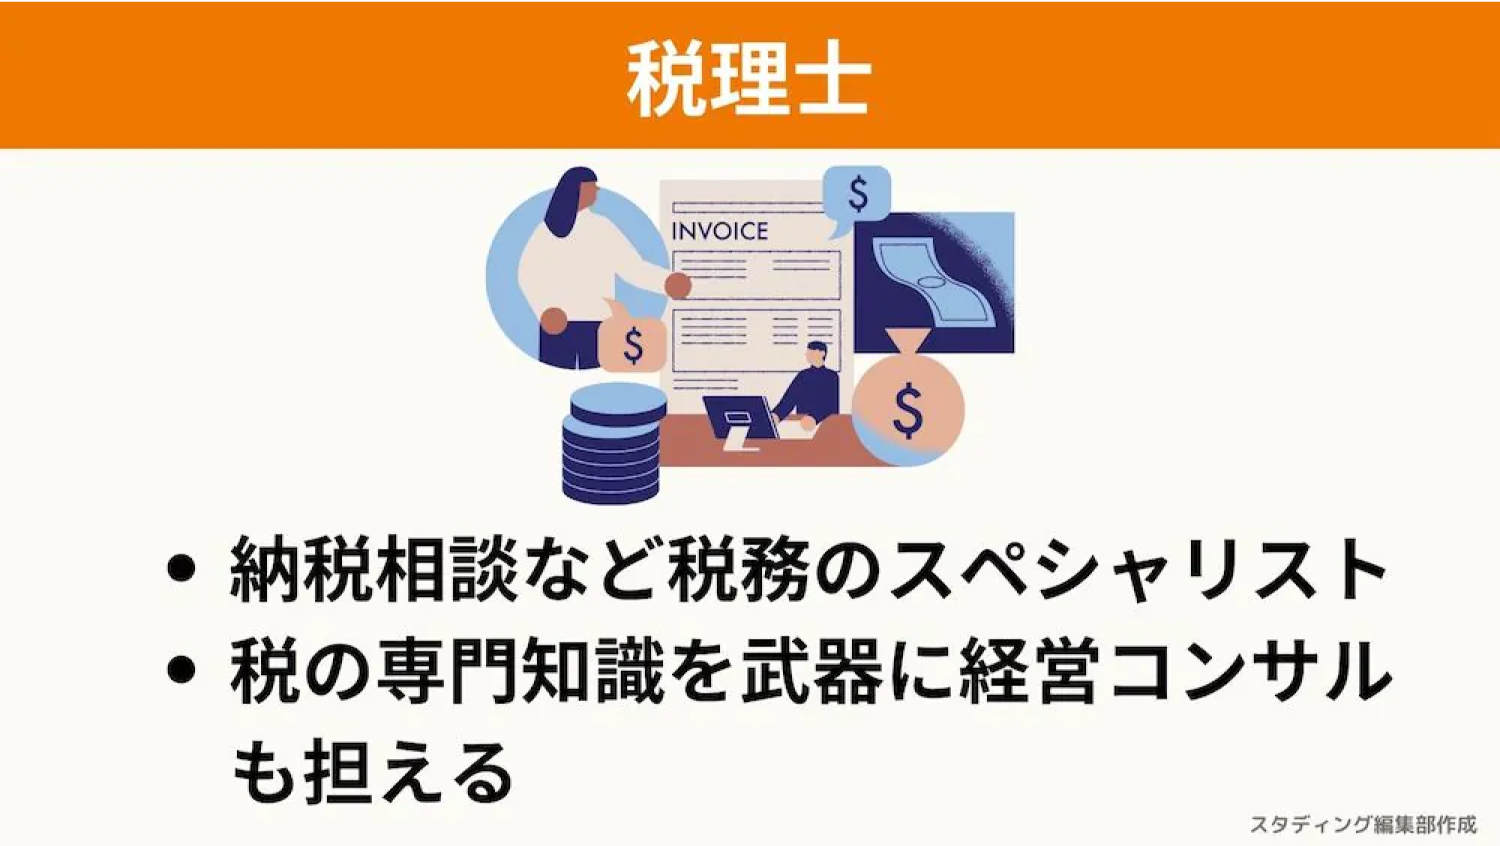 税理士
$
INVOICE
$
$
• 納税相談など税務のスペシャリスト
• 税の専門知識を武器に経営コンサル
も担える
スタディング編集部作成